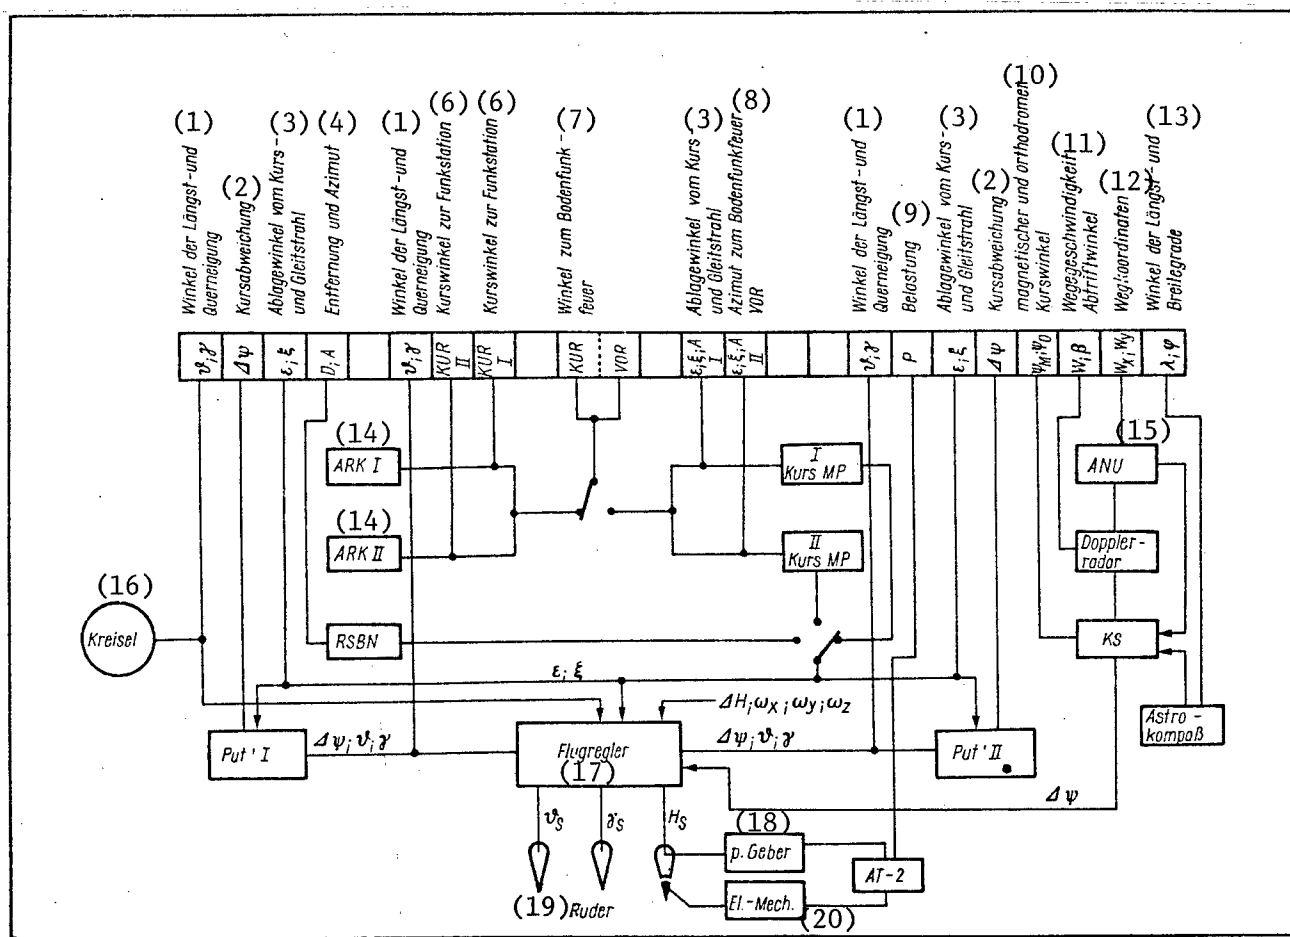 (1)
Winkel der Längst-und
Querneigung
(2)
Kursabweichung
(3)
Ablagewinkel vom Kurs-
und Gleitstrahl
(4)
Entfernung und Azimut
(1)
Winkel der Längst-und
Querneigung
(6)
Kurswinkel zur Funkstation
(6)
Kurswinkel zur Funkstation
(7)
Winkel zum Bodenfunk-
feuer
(3)
Ablagewinkel vom Kurs-
und Gleitstrahl
(8)
Azimut zum Bodenfunkfeuer
VOR
(1)
Winkel der Längst-und
Querneigung
(9)
Belastung
(3)
Ablagewinkel vom Kurs-
und Gleitstrahl
(2)
Kursabweichung
(10)
magnetischer und orthodromer
Kurswinkel
(11)
Wegegeschwindigkeit
Abtriftwinkel
(12)
Wegkoordinaten
(13)
Winkel der Längst-und
Breitegrade
ϑ;γ
Δψ
ε;ξ
D;A
ϑ;γ
KUR
II
KUR
I
KUR
VOR
ε;ξ;A
I
ε;ξ;A
II
ϑ;γ
P
ε;ξ
Δψ
ψM;ψO
W;β
Wx;Wy
λ;φ
(14)
ARK I
(14)
ARK II
I
Kurs MP
II
Kurs MP
(15)
ANU
Doppler-
radar
(16)
Kreisel
RSBN
KS
ε; ξ
ΔH;ωx;ωy;ωz
Astro-
kompaß
Put' I
Δψ;ϑ;γ
Flugregler
(17)
Δψ;ϑ;γ
Put' II
Δψ
ϑS
γS
HS
(18)
p. Geber
AT-2
(19) Ruder
El.-Mech.
(20)